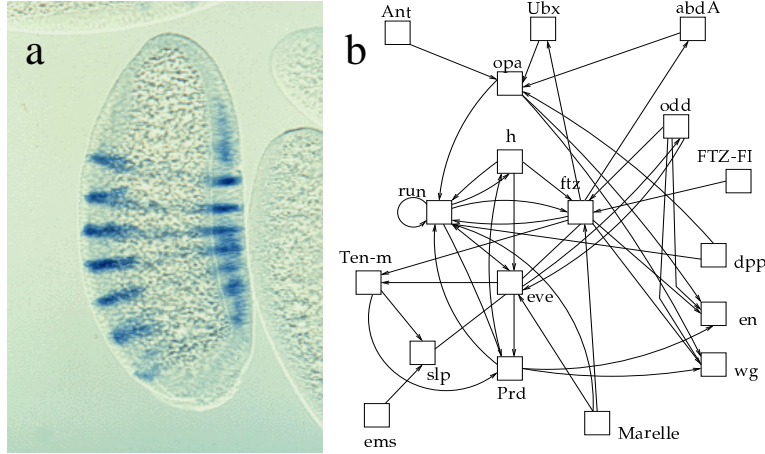 a
b
Ant
Ubx
abdA
opa
odd
h
FTZ-FI
run
ftz
Ten-m
dpp
eve
en
slp
wg
Prd
ems
Marelle